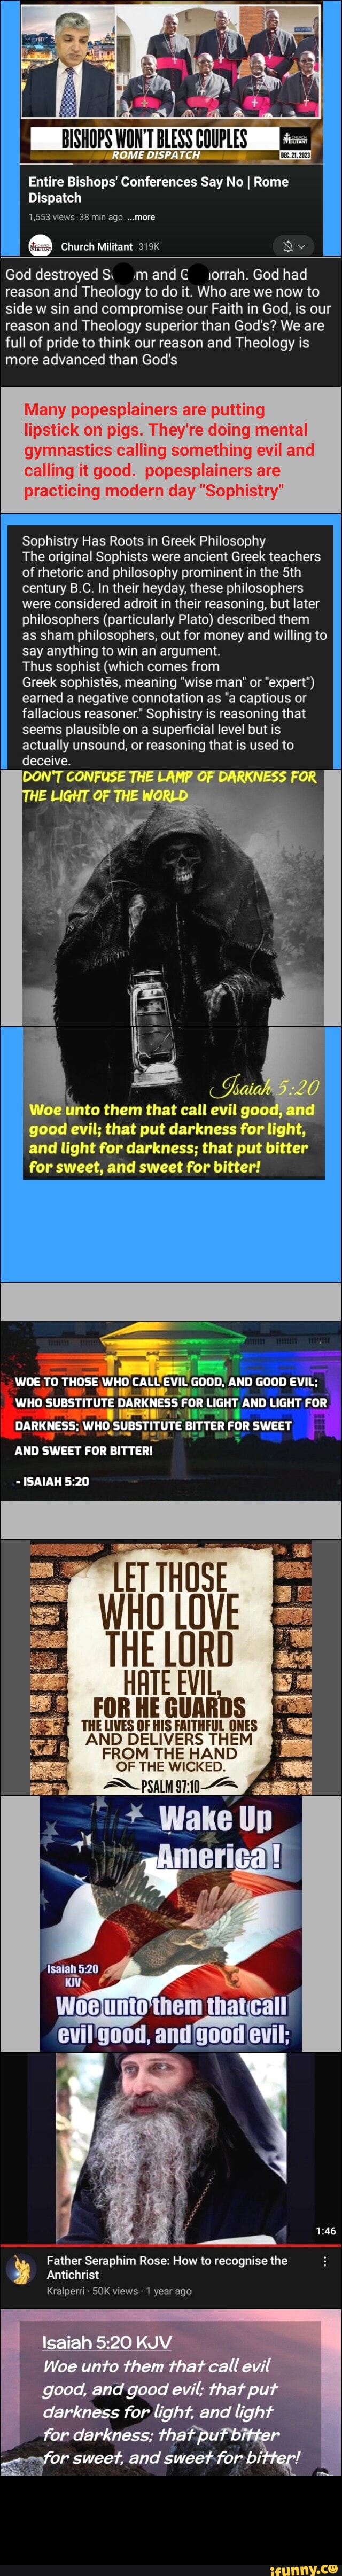 BISHOPS WON'T BLESS COUPLES
ROME DISPATCH
CHURCH
MILITANT
DEC. 21, 2023
Entire Bishops' Conferences Say No | Rome
Dispatch
1,553 views 38 min ago ...more
Church Militant 319K
God destroyed S m and G orrah. God had
reason and Theology to do it. Who are we now to
side w sin and compromise our Faith in God, is our
reason and Theology superior than God's? We are
full of pride to think our reason and Theology is
more advanced than God's
Many popesplainers are putting
lipstick on pigs. They're doing mental
gymnastics calling something evil and
calling it good. popesplainers are
practicing modern day "Sophistry"
Sophistry Has Roots in Greek Philosophy
The original Sophists were ancient Greek teachers
of rhetoric and philosophy prominent in the 5th
century B.C. In their heyday, these philosophers
were considered adroit in their reasoning, but later
philosophers (particularly Plato) described them
as sham philosophers, out for money and willing to
say anything to win an argument.
Thus sophist (which comes from
Greek sophistēs, meaning "wise man" or "expert")
earned a negative connotation as "a captious or
fallacious reasoner." Sophistry is reasoning that
seems plausible on a superficial level but is
actually unsound, or reasoning that is used to
deceive.
DON'T CONFUSE THE LAMP OF DARKNESS FOR
THE LIGHT OF THE WORLD
Isaiah 5:20
Woe unto them that call evil good, and
good evil; that put darkness for light,
and light for darkness; that put bitter
for sweet, and sweet for bitter!
WOE TO THOSE WHO CALL EVIL GOOD, AND GOOD EVIL;
WHO SUBSTITUTE DARKNESS FOR LIGHT AND LIGHT FOR
DARKNESS; WHO SUBSTITUTE BITTER FOR SWEET
AND SWEET FOR BITTER!
- ISAIAH 5:20
LET THOSE
WHO LOVE
THE LORD
HATE EVIL,
FOR HE GUARDS
THE LIVES OF HIS FAITHFUL ONES
AND DELIVERS THEM
FROM THE HAND
OF THE WICKED.
PSALM 97:10
Wake Up
America !
Isaiah 5:20
KJV
Woe unto them that call
evil good, and good evil;
1:46
Father Seraphim Rose: How to recognise the
Antichrist
Kralperri · 50K views · 1 year ago
Isaiah 5:20 KJV
Woe unto them that call evil
good, and good evil; that put
darkness for light, and light
for darkness; that put bitter
for sweet, and sweet for bitter!
ifunny.co